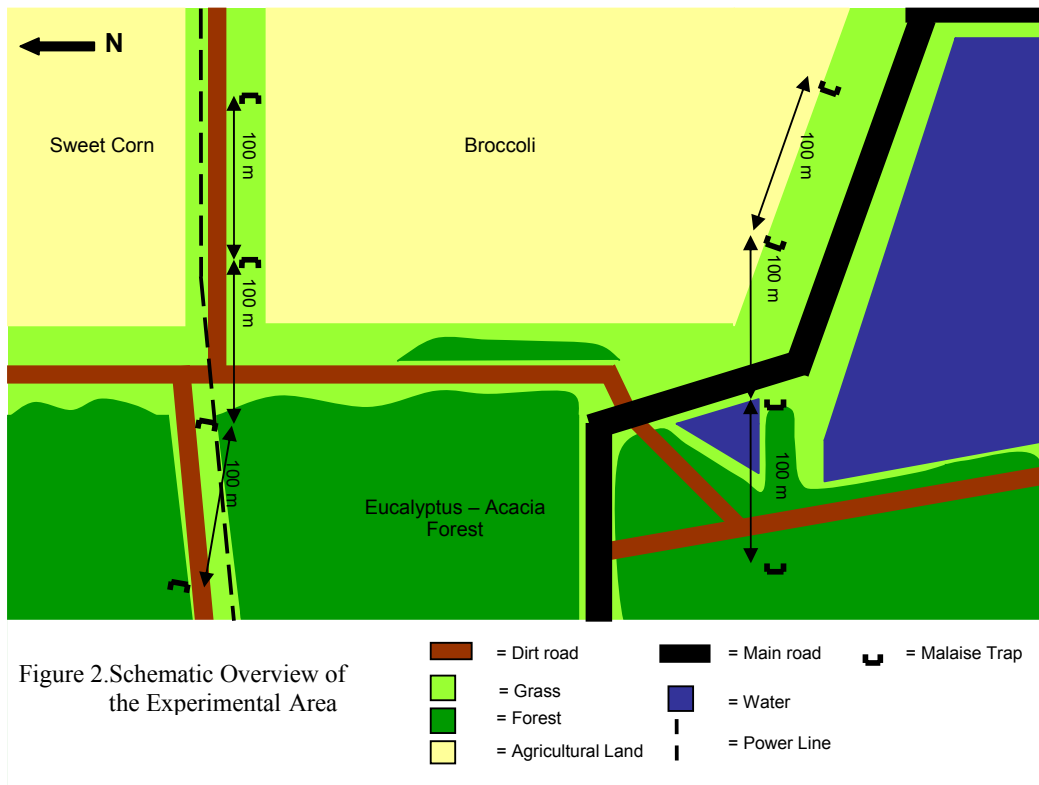 N
Sweet Corn
Broccoli
100 m
100 m
100 m
100 m
100 m
100 m
Eucalyptus – Acacia
Forest
Figure 2.Schematic Overview of
the Experimental Area
= Dirt road
= Main road
= Malaise Trap
= Grass
= Water
= Forest
= Power Line
= Agricultural Land